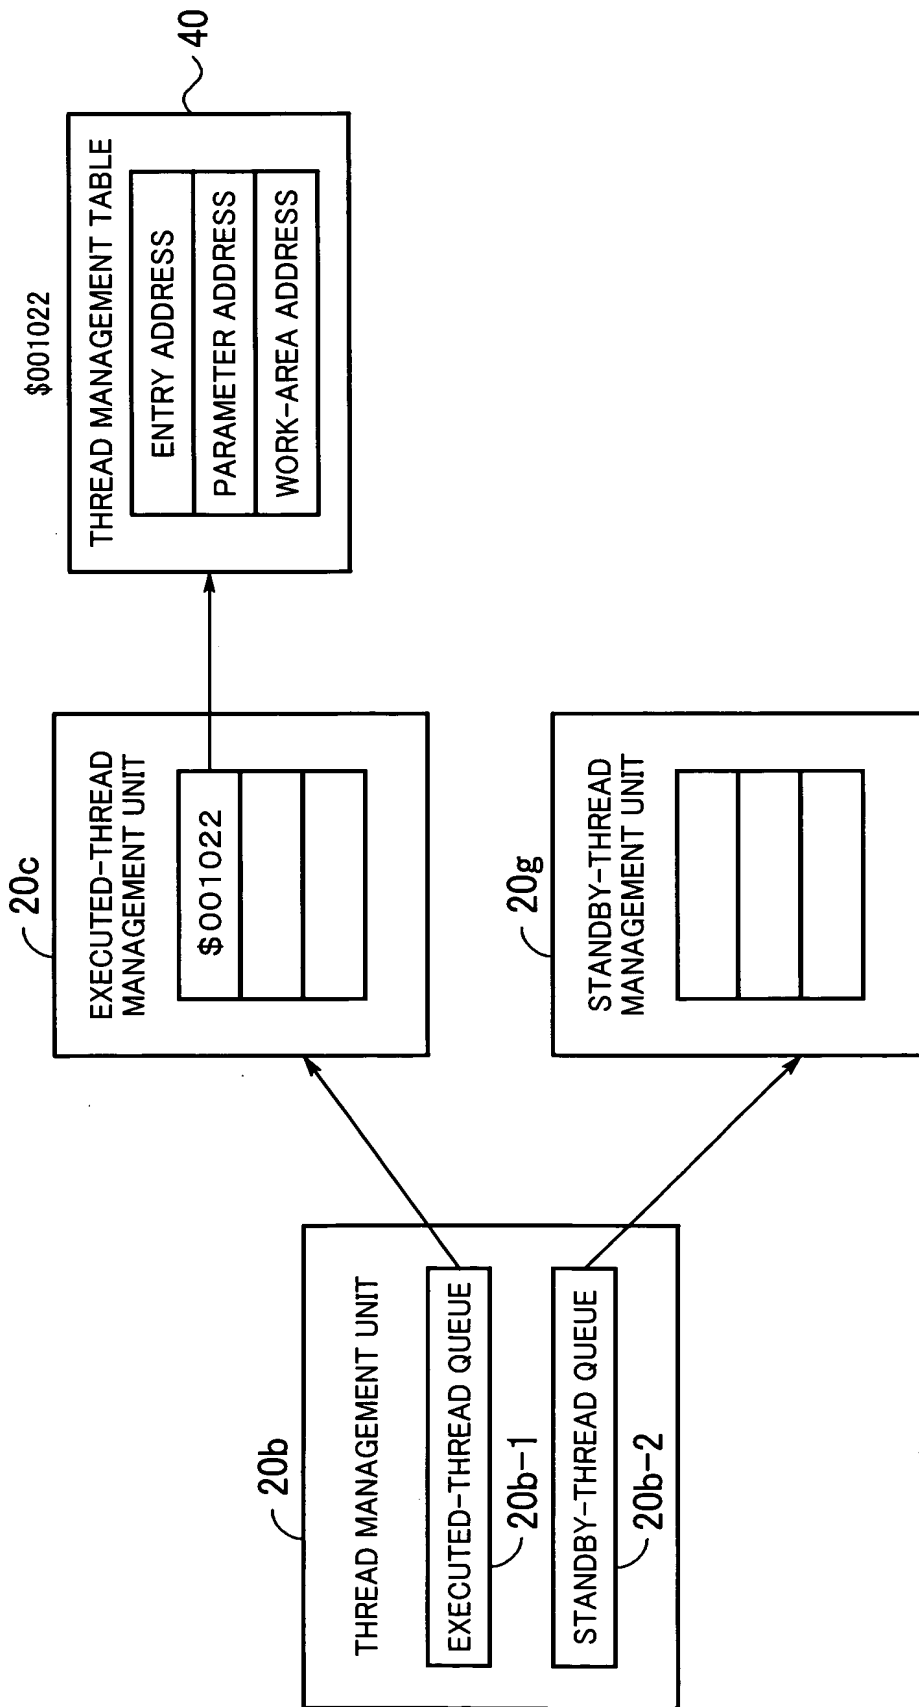 20b
THREAD MANAGEMENT UNIT
EXECUTED-THREAD QUEUE
20b-1
STANDBY-THREAD QUEUE
20b-2
20c
EXECUTED-THREAD
MANAGEMENT UNIT
$001022
20g
STANDBY-THREAD
MANAGEMENT UNIT
$001022
THREAD MANAGEMENT TABLE
ENTRY ADDRESS
PARAMETER ADDRESS
WORK-AREA ADDRESS
40